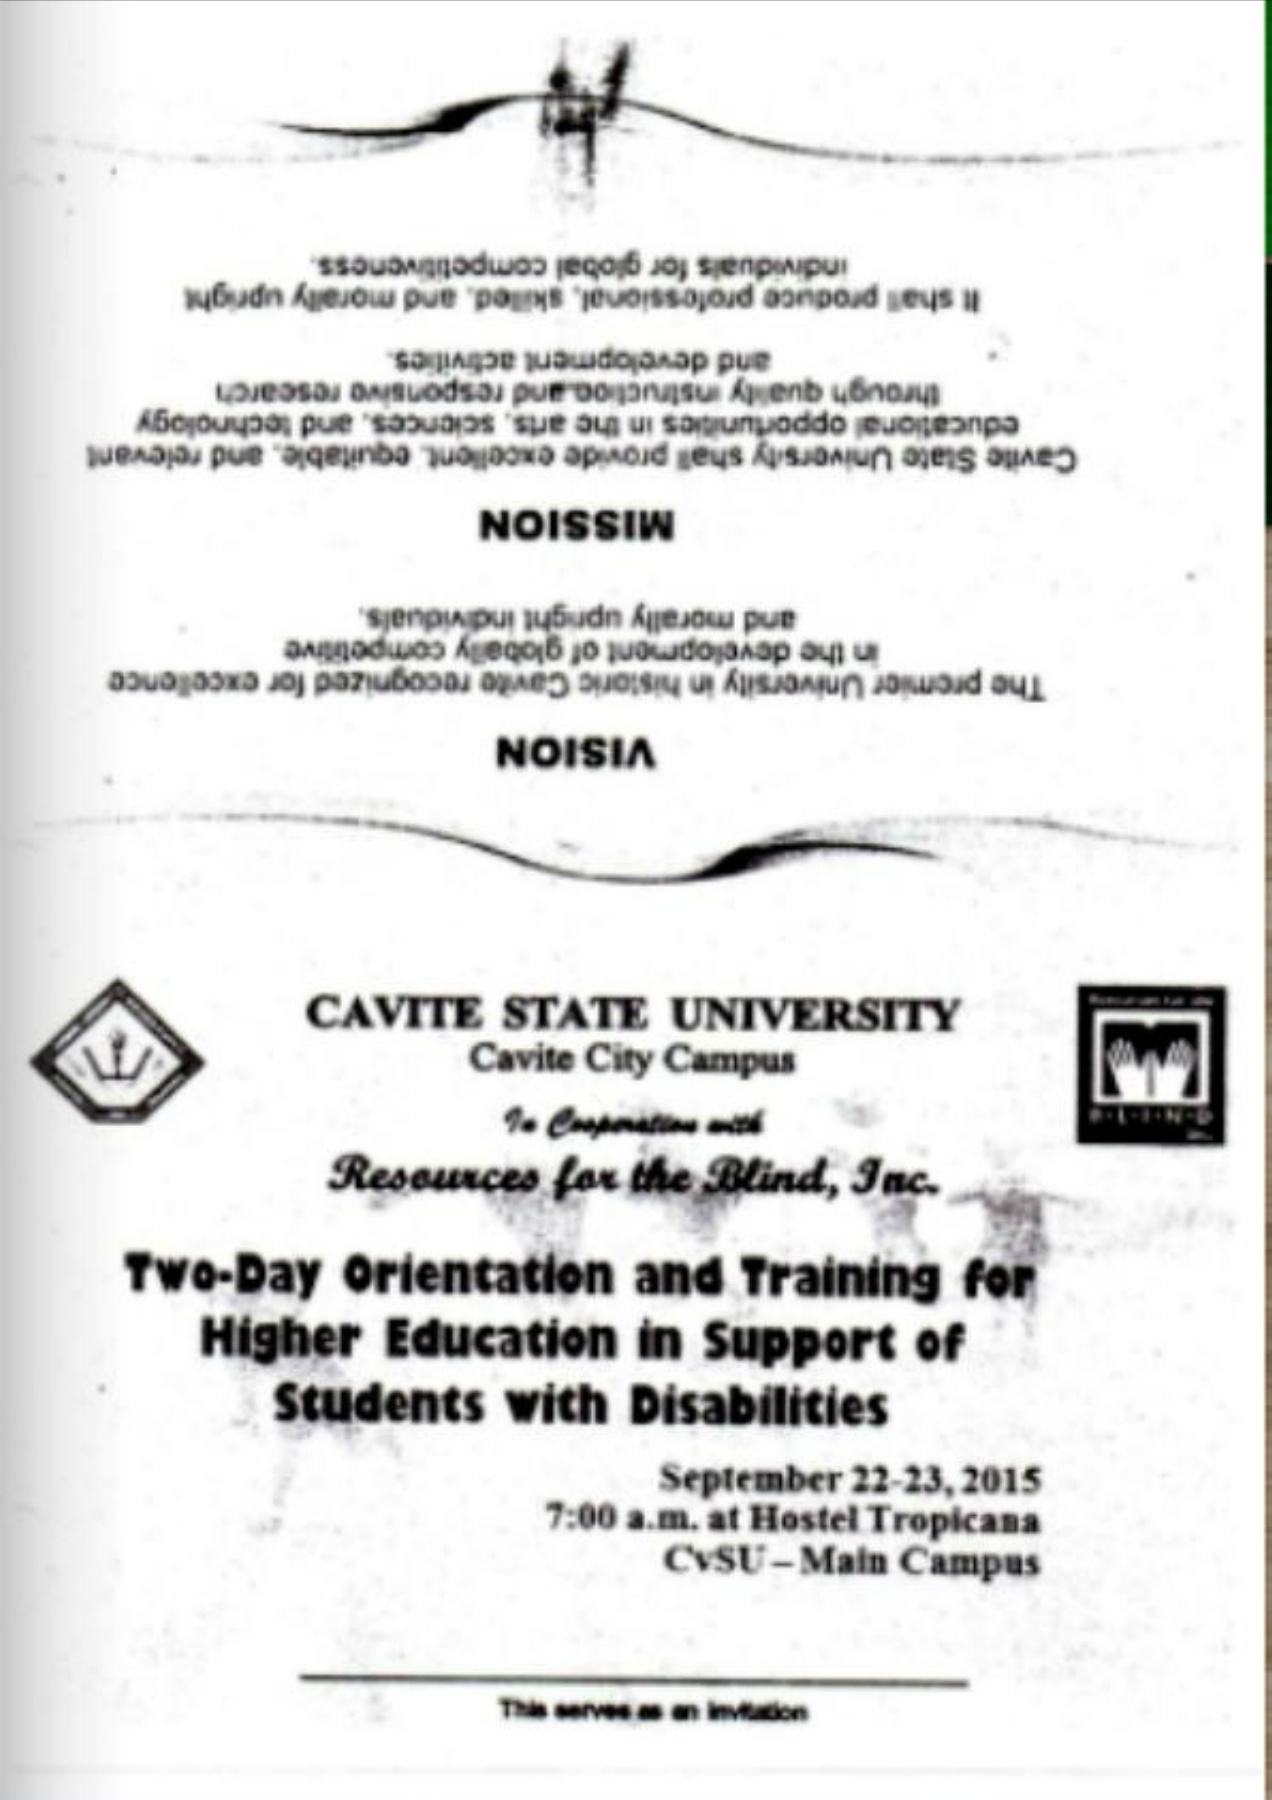 VISION
The premier University in historic Cavite recognized for excellence
in the development of globally competitive
and morally upright individuals.
MISSION
Cavite State University shall provide excellent, equitable, and relevant
educational opportunities in the arts, sciences, and technology
through quality instruction and responsive research
and development activities.
It shall produce professional, skilled, and morally upright
individuals for global competitiveness.
CAVITE STATE UNIVERSITY
Cavite City Campus
In Cooperation with
Resources for the Blind, Inc.
Resources for the
B·L·I·N·D
Two-Day Orientation and Training for
Higher Education in Support of
Students with Disabilities
September 22-23, 2015
7:00 a.m. at Hostel Tropicana
CvSU – Main Campus
This serves as an invitation